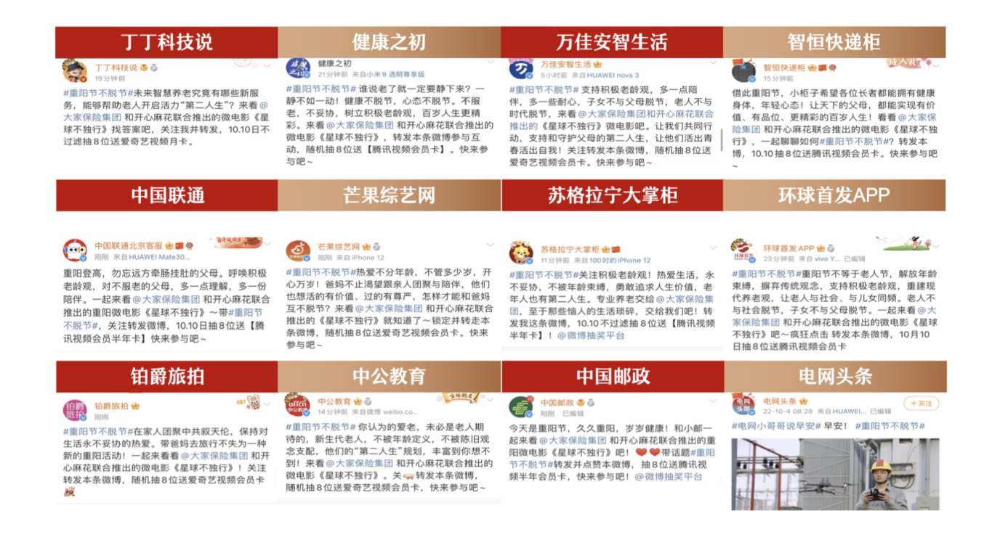 丁丁科技说
丁丁科技说
19分钟前
#重阳节不脱节#未来智慧养老究竟有哪些新服
务，能够帮助老人开启活力“第二人生”？来看@
大家保险集团 和开心麻花联合推出的微电影《星
球不独行》找答案吧，关注我并转发，10.10日不
过滤抽8位送爱奇艺视频月卡。
健康之初
健康之初
21分钟前 来自小米9 透明尊享版
#重阳节不脱节# 谁说老了就一定要静下来？一
静不如一动！健康不脱节，心态不脱节。不服
老，不妥协，树立积极老龄观，百岁人生更精
彩。来看@大家保险集团 和开心麻花联合推出的
微电影《星球不独行》，转发本条微博参与互
动，随机抽8位送【腾讯视频会员卡】。快来参
与吧~
万佳安智生活
万佳安智生活
5小时前 来自HUAWEI nova 3
#重阳节不脱节# 支持积极老龄观，多一点陪
伴，多一些耐心，子女不与父母脱节，老人不与
时代脱节，来看@大家保险集团和开心麻花联合
推出的《星球不独行》微电影吧。让我们共同行
动，支持和守护父母的第二人生，让他们活出青
春活出自我！关注转发本条微博，随机抽8位送
爱奇艺视频会员卡。快来参与吧~
智恒快递柜
智恒快递柜
15分钟前
借此重阳节，小柜子希望各位长者都能拥有健康
身体，年轻心态！让天下的父母，都能实现有价
值、有品位、更精彩的百岁人生！看看@大家保
险集团 和开心麻花联合推出的微电影《星球不独
行》，一起聊聊如何#重阳节不脱节#？转发本
博，10.10抽8位送腾讯视频会员卡。快来参与吧
~
中国联通
中国联通北京客服
刚刚 来自HUAWEI Mate30...
重阳登高，勿忘远方牵肠挂肚的父母。呼唤积极
老龄观，对不服老的父母，多一点理解，多一份
陪伴。一起来看@大家保险集团 和开心麻花联合
推出的重阳微电影《星球不独行》~带#重阳节
不脱节#，关注转发微博，10.10日抽8位送【腾
讯视频会员半年卡】快来参与吧~
芒果综艺网
芒果综艺网
刚刚 来自iPhone 12
#重阳节不脱节#热爱不分年龄，不管多少岁，开
心万岁！爸妈不止渴望跟亲人团聚与陪伴，他们
也想活的有价值、过的有尊严，怎样才能和爸妈
互不脱节？来看@大家保险集团 和开心麻花联合
推出的《星球不独行》就知道了~锁定并转走本
条微博，随机抽8位送爱奇艺视频会员卡。快来
参与吧~
苏格拉宁大掌柜
苏格拉宁大掌柜
11分钟前 来自100时的iPhone 12
#重阳节不脱节#关注积极老龄观！热爱生活，永
不妥协，不被年龄束缚，勇敢追求人生价值，老
年人也有第二人生。专业养老交给@大家保险集
团，至于那些恼人的生活琐碎，交给我们吧！转
发我这条微博，10.10不过滤抽8位送【腾讯视频
半年卡】！@微博抽奖平台
环球首发APP
环球首发APP
23分钟前 来自vivo Y... 已编辑
#重阳节不脱节#重阳节不等于老人节，解放年龄
束缚，摒弃传统观念，支持积极老龄观，重建现
代养老观，让老人与社会、与儿女同频。老人不
与社会脱节，子女不与父母脱节。一起来看@大
家保险集团 和开心麻花联合推出的微电影《星球
不独行》吧~疯狂点击 转发本条微博，10月10
日抽8位送腾讯视频会员卡
铂爵旅拍
铂爵旅拍
刚刚
#重阳节不脱节#在家人团聚中共叙天伦，保持对
生活永不妥协的热爱。带爸妈去旅行不失为一种
新的重阳活动！一起来看看@大家保险集团 和开
心麻花联合推出的微电影《星球不独行》！关注
转发本条微博，随机抽8位送爱奇艺视频会员卡
中公教育
中公教育
14分钟前 来自微博 weibo.co...
#重阳节不脱节# 你认为的爱老，未必是老人期
待的，新生代老人，不被年龄定义，不被陈旧观
念支配，他们的“第二人生”规划，丰富到你想不
到！来看@大家保险集团 和开心麻花联合推出的
微电影《星球不独行》。关 转发本条微博，
随机抽8位送爱奇艺视频会员卡，快来参与吧~
中国邮政
中国邮政
刚刚 已编辑
今天是重阳节，久久重阳，岁岁健康！和小邮一
起来看@大家保险集团 和开心麻花联合推出的重
阳微电影《星球不独行》吧！❤❤带话题#重阳
节不脱节#转发并点赞本微博，抽8位送腾讯视
频半年会员卡，快来参与吧！@微博抽奖平台
电网头条
电网头条
22-10-4 08:28 来自HUAWEI... 已编辑
+关注
#电网小哥哥说早安# 早安！ #重阳节不脱节#